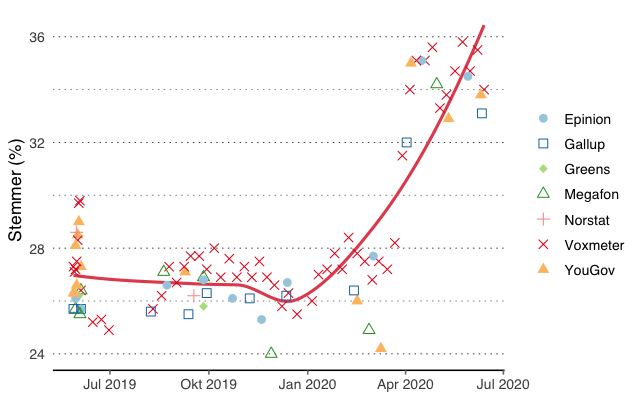 36
32
28
24
Stemmer (%)
Jul 2019
Okt 2019
Jan 2020
Apr 2020
Jul 2020
Epinion
Gallup
Greens
Megafon
Norstat
Voxmeter
YouGov